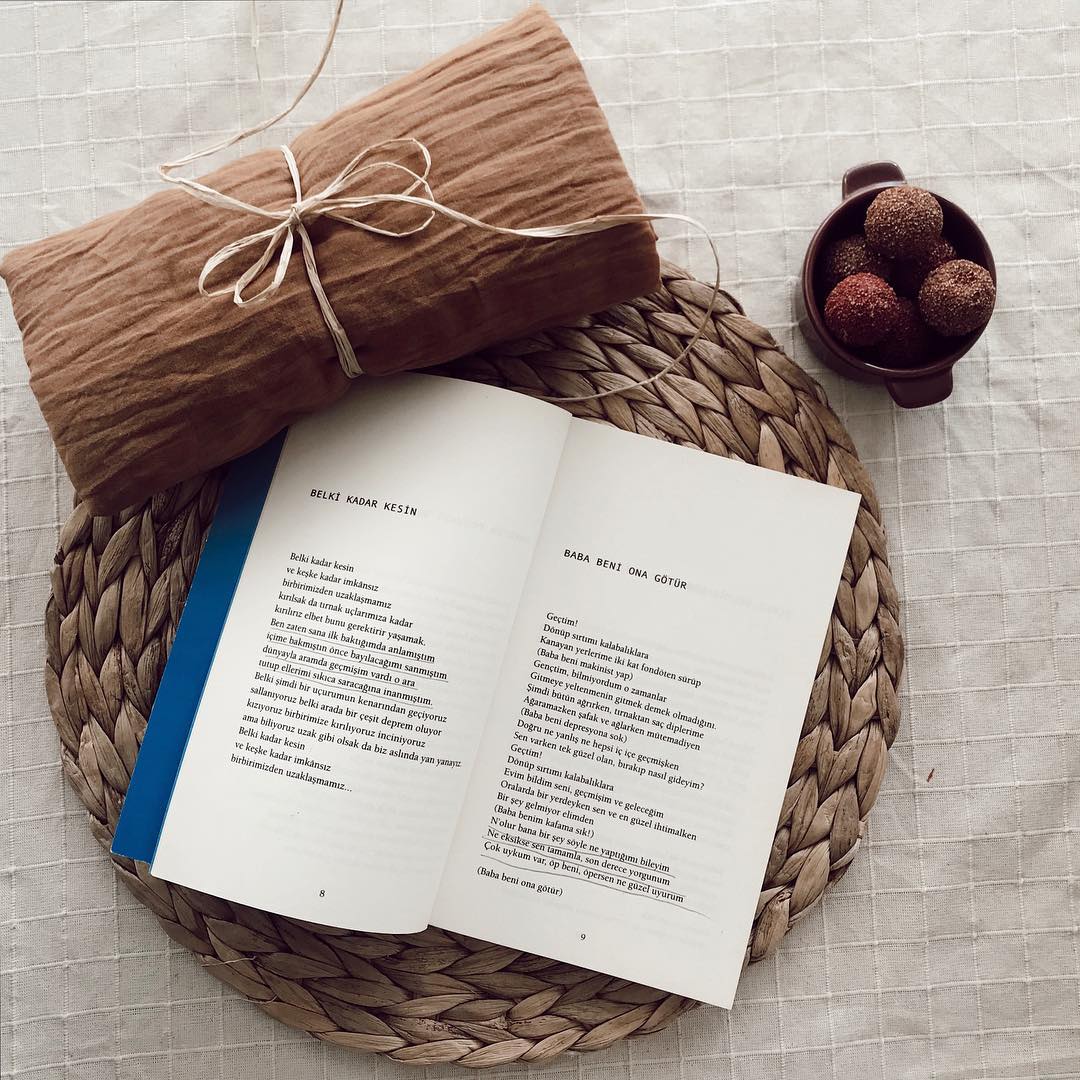 BELKİ KADAR KESİN
Belki kadar kesin
ve keşke kadar imkânsız
birbirimizden uzaklaşmamız
kırılsak da tırnak uçlarımıza kadar
kırılırız elbet bunu gerektirir yaşamak.
Ben zaten sana ilk baktığında anlamıştım
içime bakmıştın önce bayılacağımı sanmıştım
dünyayla aramda geçmişim vardı o ara
tutup ellerimi sıkıca saracağına inanmıştım.
Belki şimdi bir uçurumun kenarından geçiyoruz
sallanıyoruz belki arada bir çeşit deprem oluyor
kızıyoruz birbirimize kırılıyoruz inciniyoruz
ama biliyoruz uzak gibi olsak da biz aslında yan yanayız.
Belki kadar kesin
ve keşke kadar imkânsız
birbirimizden uzaklaşmamız...
8
BABA BENİ ONA GÖTÜR
Geçtim!
Dönüp sırtımı kalabalıklara
Kanayan yerlerime iki kat fondöten sürüp
(Baba beni makinist yap)
Gençtim, bilmiyordum o zamanlar
Gitmeye yeltenmenin gitmek demek olmadığını.
Şimdi bütün ağrırken, tırnaktan saç diplerime
Ağaramazken şafak ve ağlarken mütemadiyen
(Baba beni depresyona sok)
Doğru ne yanlış ne hepsi iç içe geçmişken
Sen varken tek güzel olan, bırakıp nasıl gideyim?
Geçtim!
Dönüp sırtımı kalabalıklara
Evim bildim seni, geçmişim ve geleceğim
Oralarda bir yerdeyken sen ve en güzel ihtimalken
Bir şey gelmiyor elimden
(Baba benim kafama sık!)
N'olur bana bir şey söyle ne yaptığımı bileyim
Ne eksikse sen tamamla, son derece yorgunum
Çok uykum var, öp beni, öpersen ne güzel uyurum
(Baba beni ona götür)
9